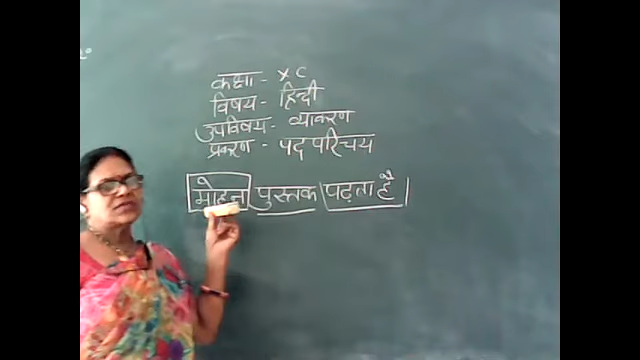 कक्षा - X C
विषय - हिन्दी
उपविषय - व्याकरण
प्रकरण - पद परिचय
मोहन पुस्तक पढ़ता है